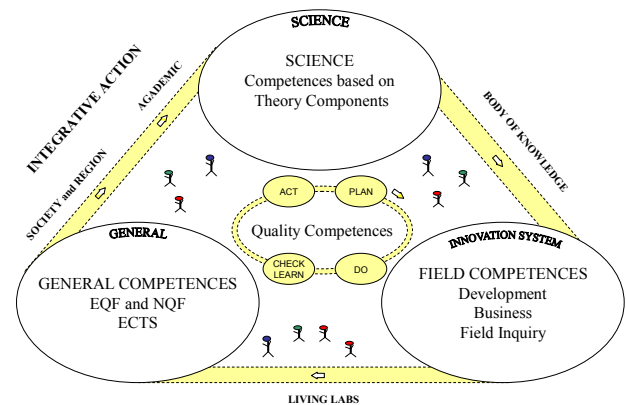 SCIENCE
SCIENCE
Competences based on
Theory Components
INTEGRATIVE ACTION
AGADEMIC
SOCIETY and REGION
BODY OF KNOWLEDGE
ACT
PLAN
Quality Competences
CHECK
LEARN
DO
GENERAL
GENERAL COMPETENCES
EQF and NQF
ECTS
INNOVATION SYSTEM
FIELD COMPETENCES
Development
Business
Field Inquiry
LIVING LABS